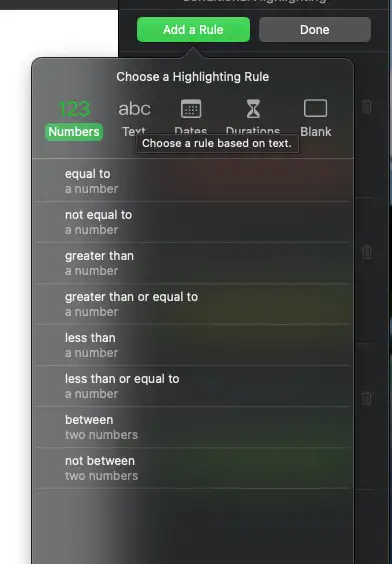 Conditional Highlighting
Add a Rule
Done
Choose a Highlighting Rule
123
abc
Numbers
Text
Dates
Durations
Blank
Choose a rule based on text.
equal to
a number
not equal to
a number
greater than
a number
greater than or equal to
a number
less than
a number
less than or equal to
a number
between
two numbers
not between
two numbers